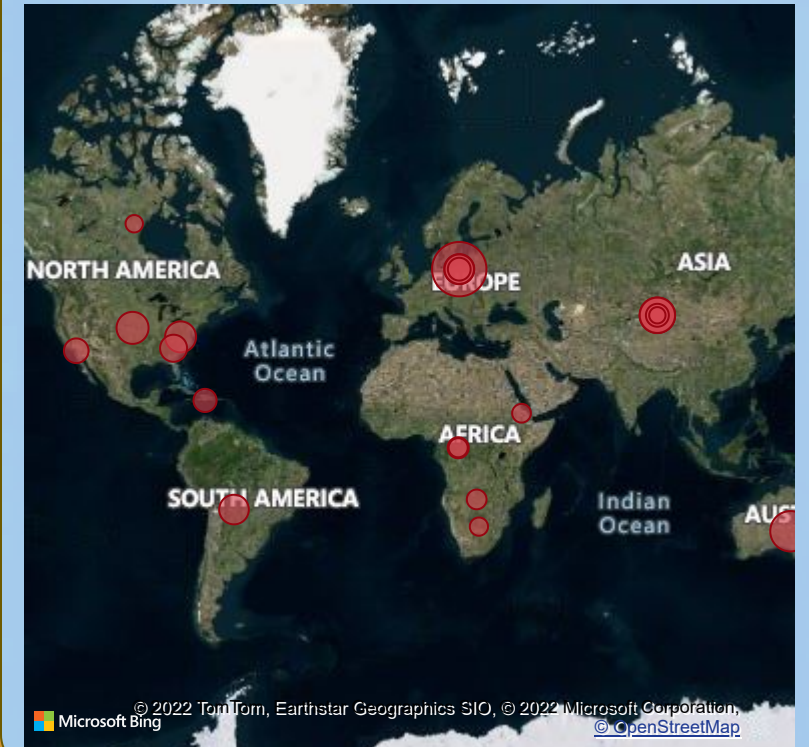 NORTH AMERICA
EUROPE
ASIA
Atlantic
Ocean
AFRICA
SOUTH AMERICA
Indian
Ocean
AUS
© 2022 TomTom, Earthstar Geographics SIO, © 2022 Microsoft Corporation,
Microsoft Bing
© OpenStreetMap